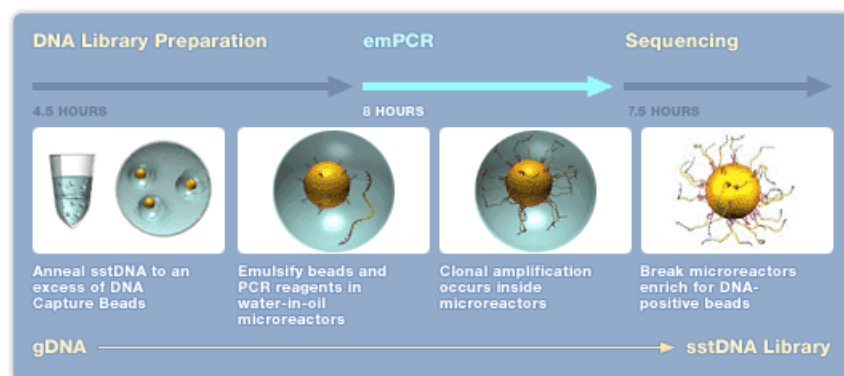 DNA Library Preparation
emPCR
Sequencing
4.5 HOURS
8 HOURS
7.5 HOURS
Anneal sstDNA to an
excess of DNA
Capture Beads
Emulsify beads and
PCR reagents in
water-in-oil
microreactors
Clonal amplification
occurs inside
microreactors
Break microreactors
enrich for DNA-
positive beads
gDNA
sstDNA Library